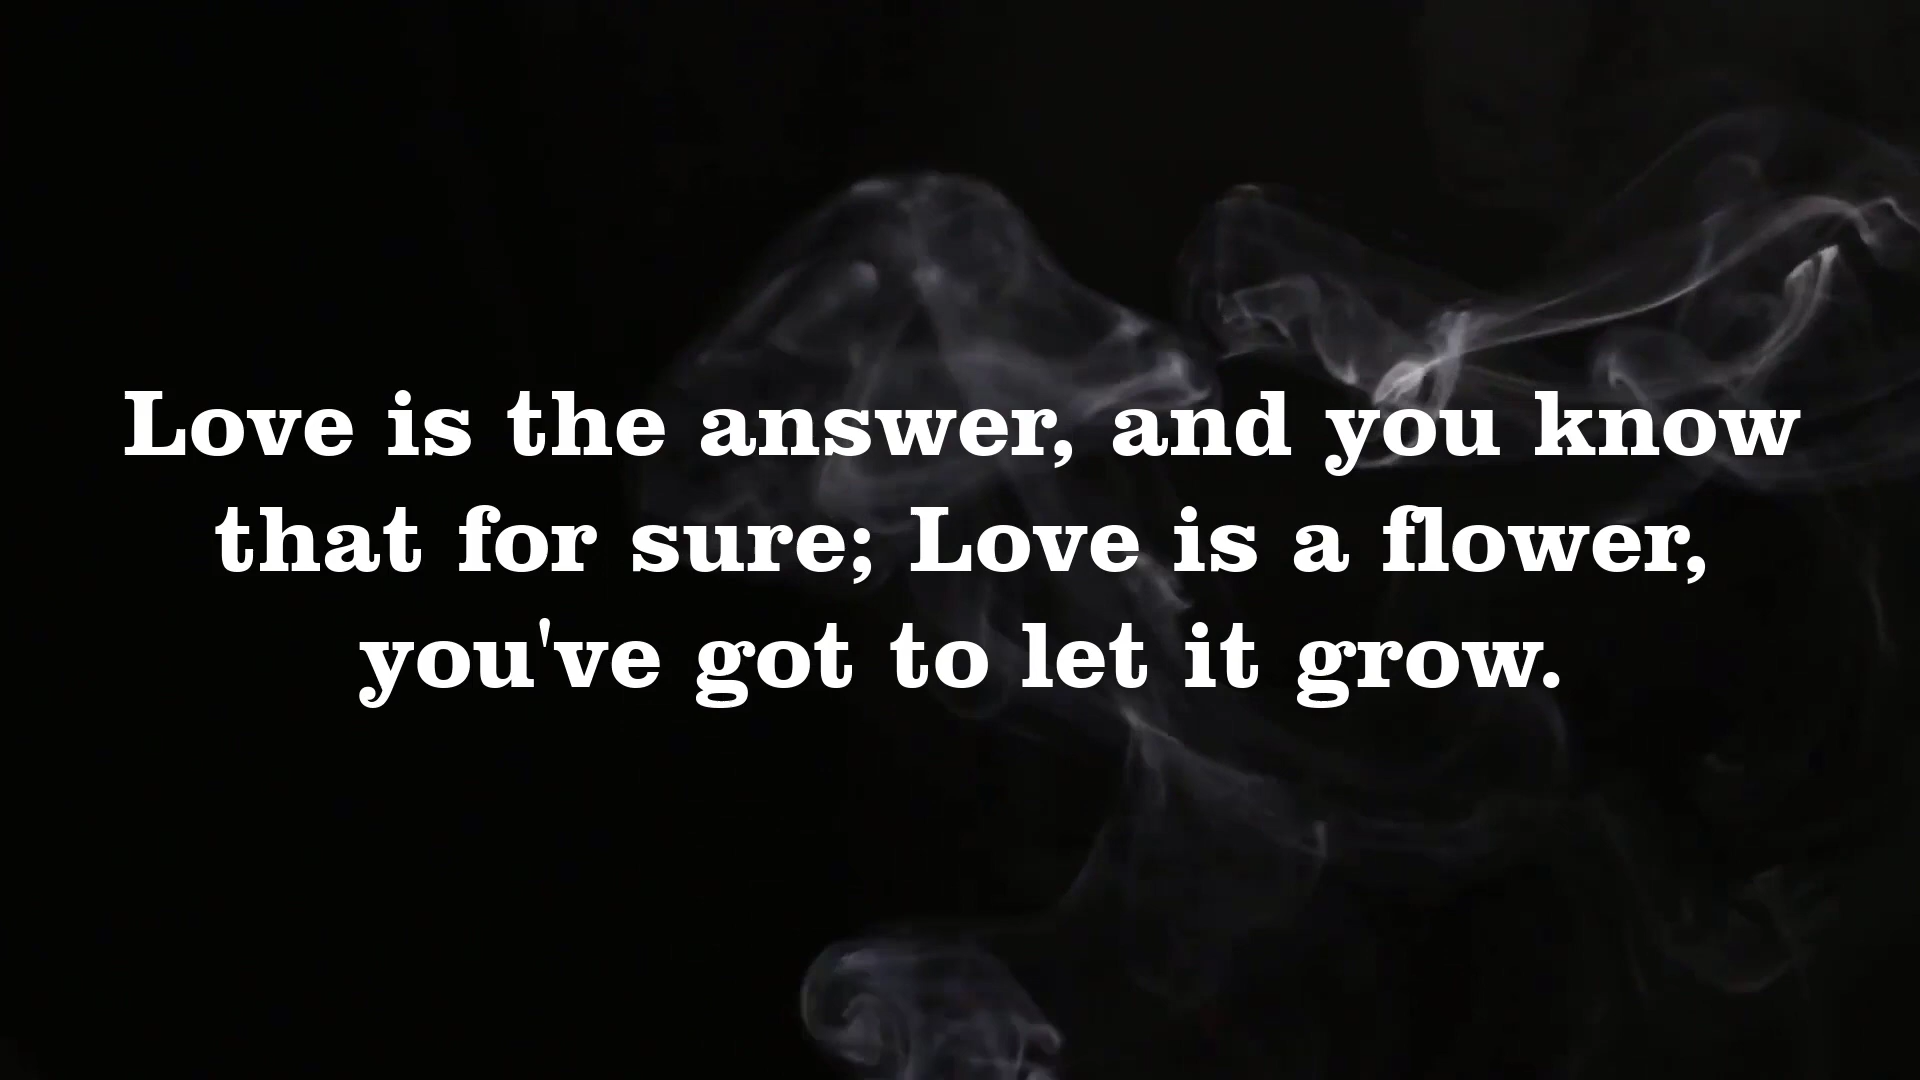 Love is the answer, and you know
that for sure; Love is a flower,
you've got to let it grow.